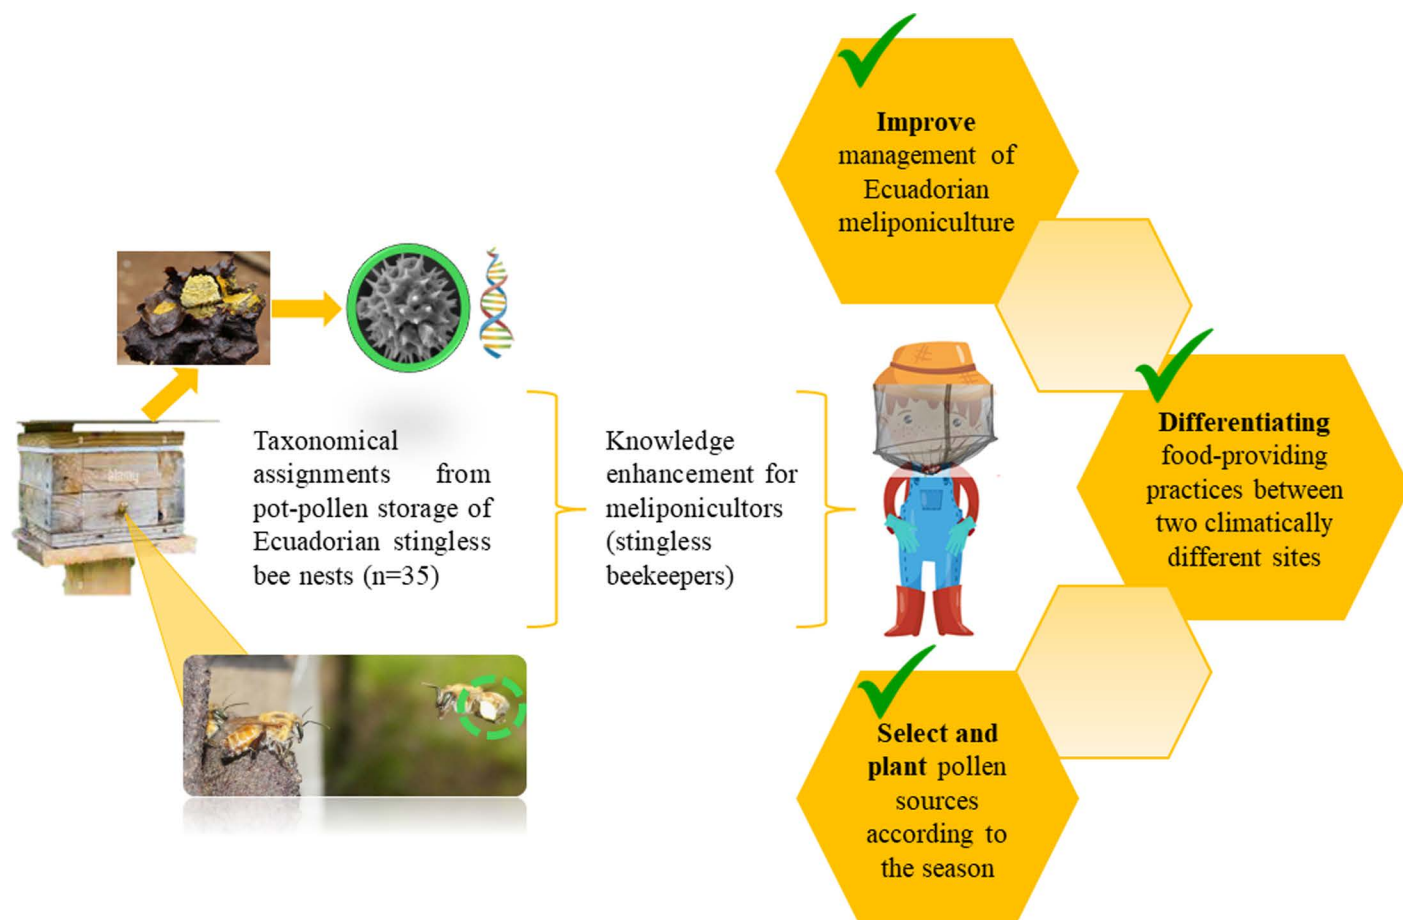 Improve
management of
Ecuadorian
meliponiculture
Taxonomical
assignments from
pot-pollen storage of
Ecuadorian stingless
bee nests (n=35)
Knowledge
enhancement for
meliponicultors
(stingless
beekeepers)
Differentiating
food-providing
practices between
two climatically
different sites
Select and
plant pollen
sources
according to
the season
alamy